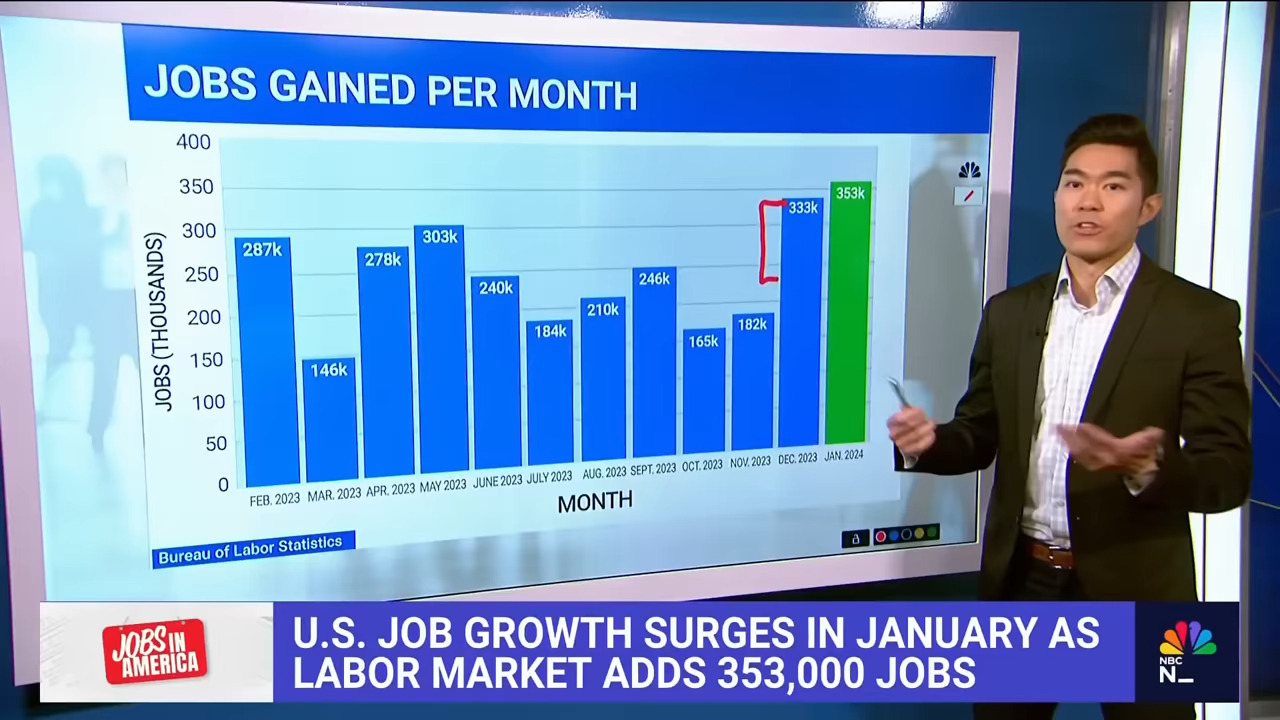 JOBS GAINED PER MONTH
400
350
300
250
200
150
100
50
0
JOBS (THOUSANDS)
287k
146k
278k
303k
240k
184k
210k
246k
165k
182k
333k
353k
FEB. 2023
MAR. 2023
APR. 2023
MAY 2023
JUNE 2023
JULY 2023
AUG. 2023
SEPT. 2023
OCT. 2023
NOV. 2023
DEC. 2023
JAN. 2024
MONTH
Bureau of Labor Statistics
JOBS IN
AMERICA
U.S. JOB GROWTH SURGES IN JANUARY AS
LABOR MARKET ADDS 353,000 JOBS
NBC
N_